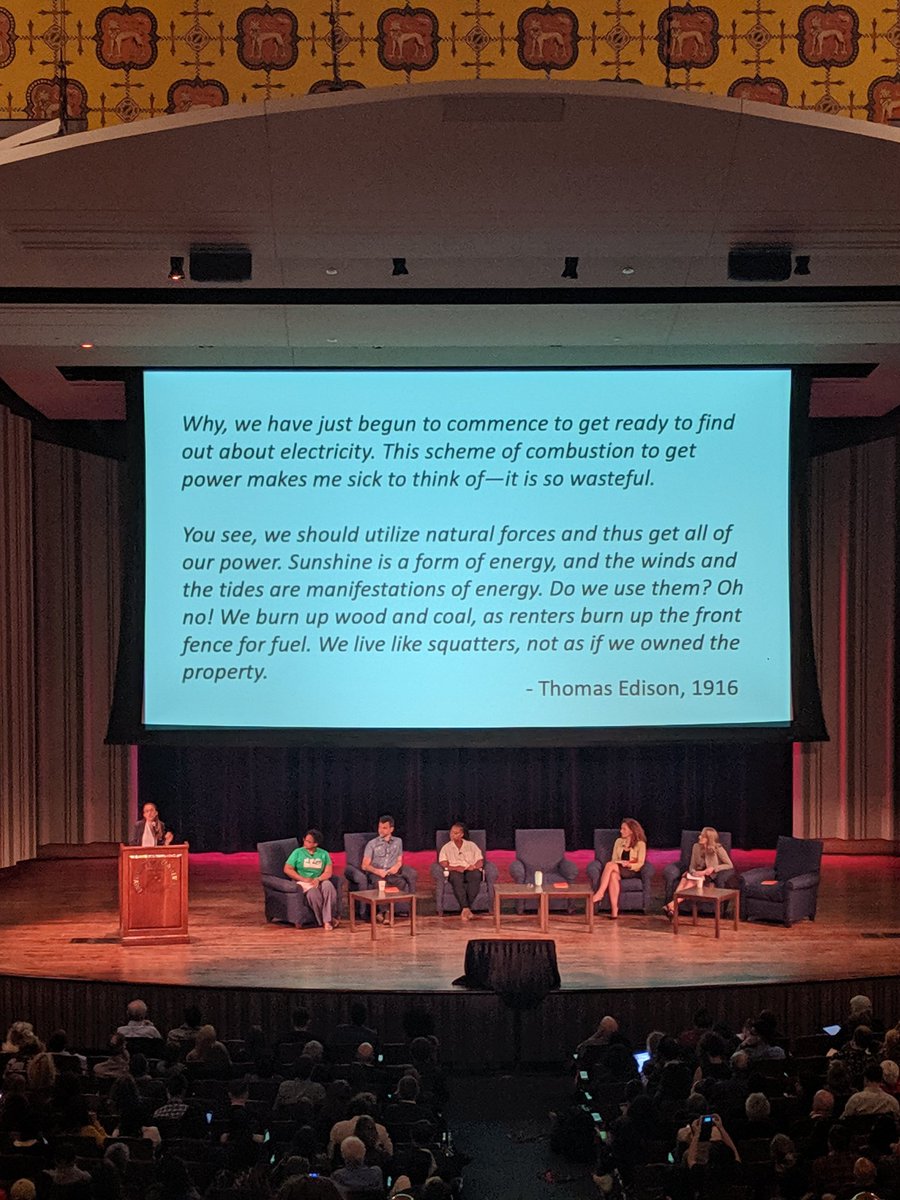 Why, we have just begun to commence to get ready to find
out about electricity. This scheme of combustion to get
power makes me sick to think of—it is so wasteful.
You see, we should utilize natural forces and thus get all of
our power. Sunshine is a form of energy, and the winds and
the tides are manifestations of energy. Do we use them? Oh
no! We burn up wood and coal, as renters burn up the front
fence for fuel. We live like squatters, not as if we owned the
property.
- Thomas Edison, 1916